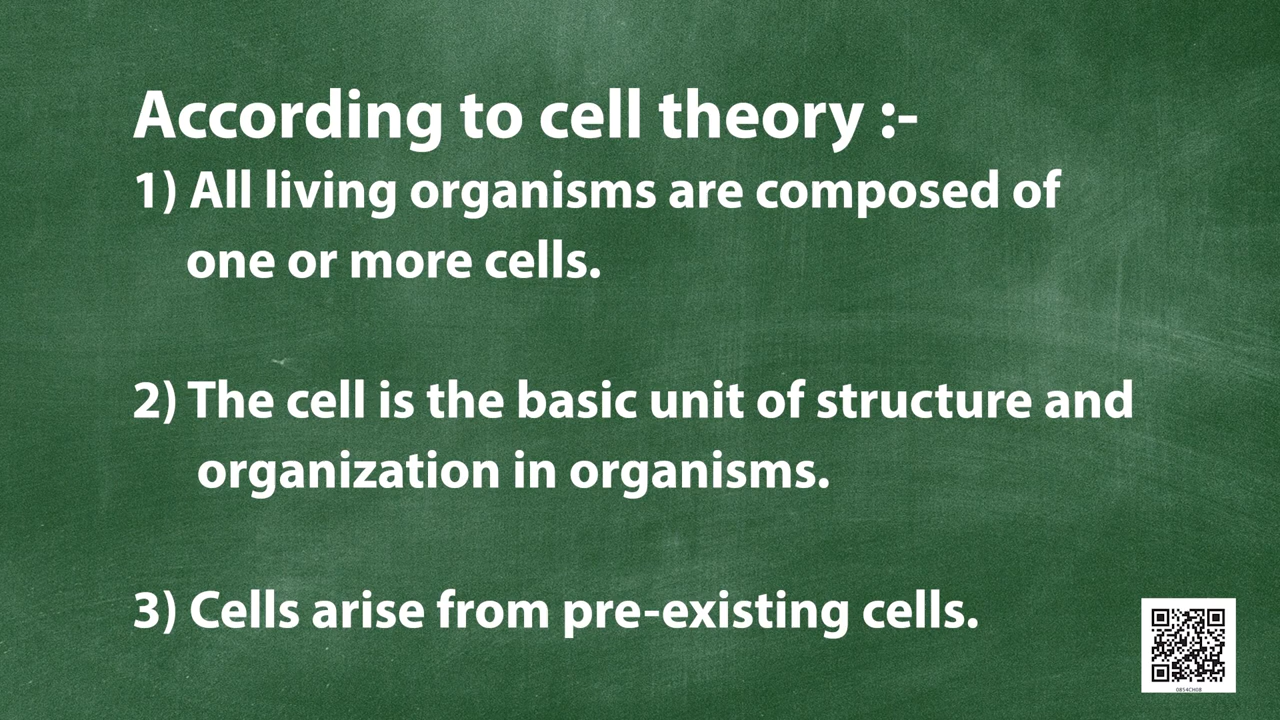 According to cell theory :-
1) All living organisms are composed of
one or more cells.
2) The cell is the basic unit of structure and
organization in organisms.
3) Cells arise from pre-existing cells.
0854CH08